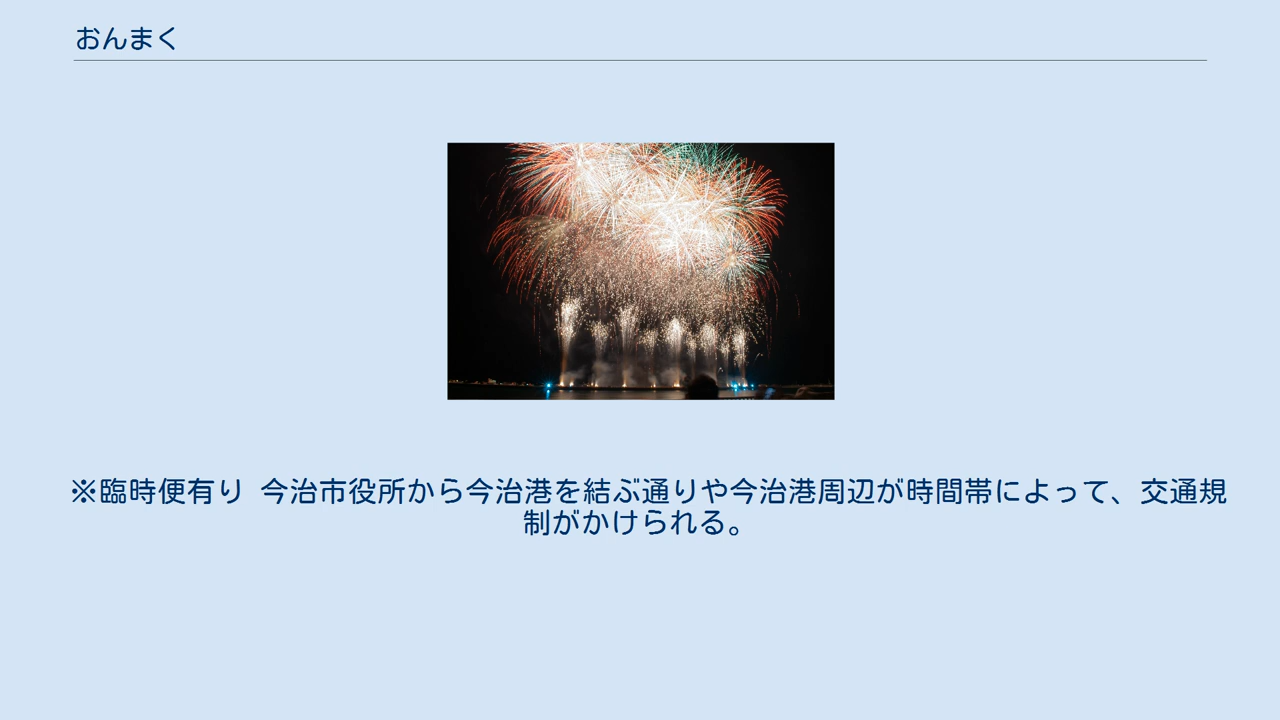 おんまく
※臨時便有り 今治市役所から今治港を結ぶ通りや今治港周辺が時間帯によって、交通規
制がかけられる。